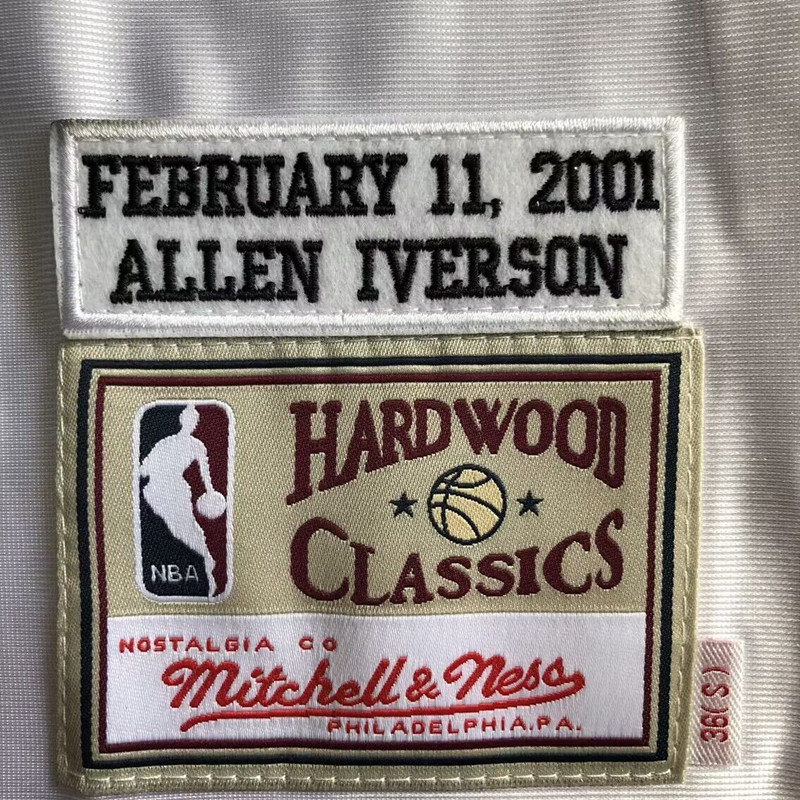 FEBRUARY 11, 2001
ALLEN IVERSON
HARDWOOD
CLASSICS
NBA
NOSTALGIA CO
Mitchell & Ness
PHILADELPHIA.PA.
36(S)